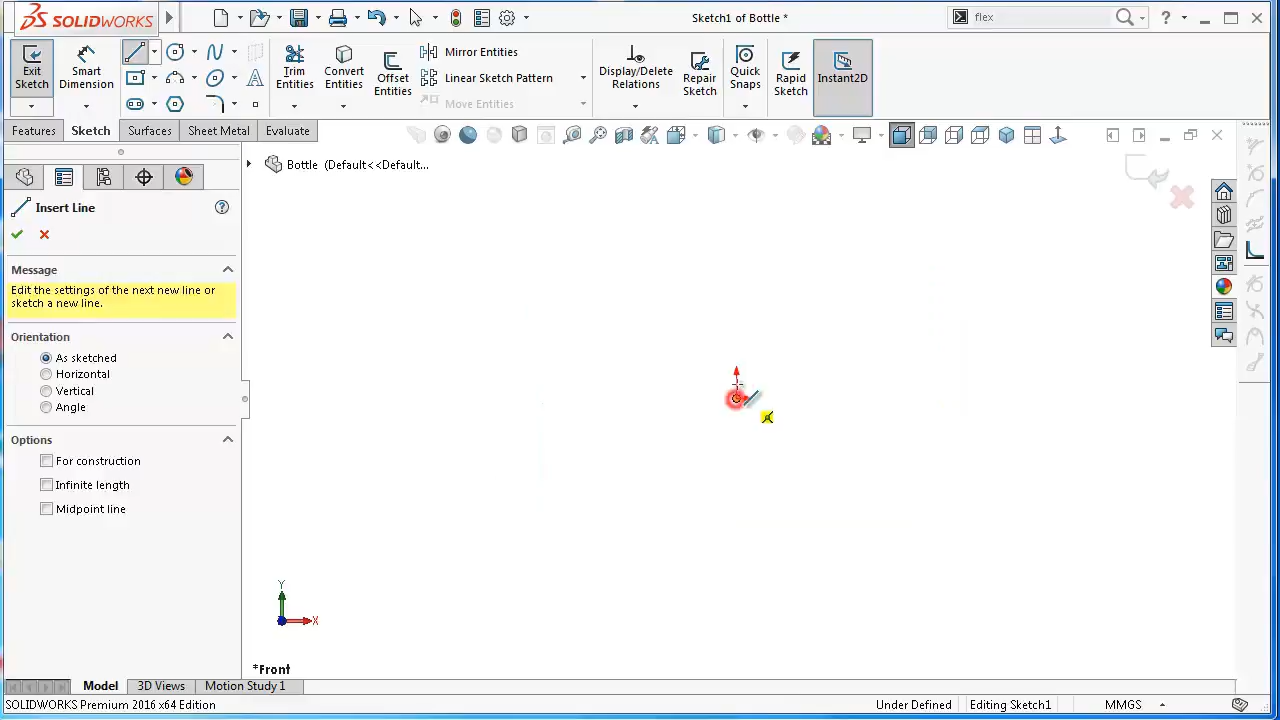 SOLIDWORKS
Sketch1 of Bottle *
flex
Exit Sketch
Smart Dimension
Trim Entities
Convert Entities
Offset Entities
Mirror Entities
Linear Sketch Pattern
Move Entities
Display/Delete Relations
Repair Sketch
Quick Snaps
Rapid Sketch
Instant2D
Features
Sketch
Surfaces
Sheet Metal
Evaluate
Bottle (Default<<Default...
Insert Line
Message
Edit the settings of the next new line or
sketch a new line.
Orientation
As sketched
Horizontal
Vertical
Angle
Options
For construction
Infinite length
Midpoint line
Y
X
*Front
Model
3D Views
Motion Study 1
SOLIDWORKS Premium 2016 x64 Edition
Under Defined
Editing Sketch1
MMGS